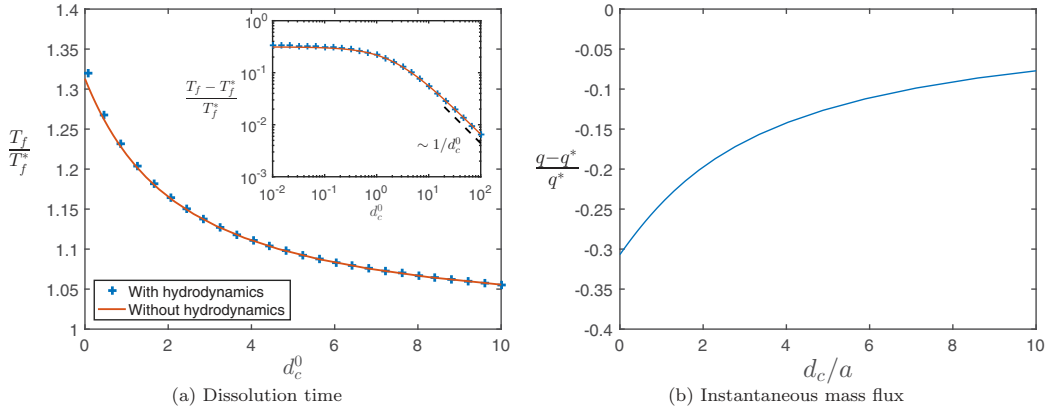 1.4
1.35
1.3
1.25
1.2
1.15
1.1
1.05
1
T_f
T_f^*
0
2
4
6
8
10
d_c^0
With hydrodynamics
Without hydrodynamics
10^0
10^-1
10^-2
10^-3
T_f − T_f^*
T_f^*
∼ 1/d_c^0
10^-2
10^-1
10^0
10^1
10^2
d_c^0
(a) Dissolution time
0
-0.05
-0.1
-0.15
-0.2
-0.25
-0.3
-0.35
-0.4
q−q^*
q^*
0
2
4
6
8
10
d_c/a
(b) Instantaneous mass flux